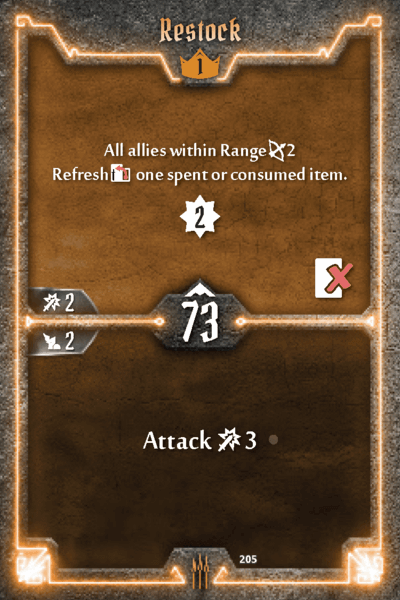 Restock
1
All allies within Range 2
Refresh one spent or consumed item.
2
2
73
2
Attack 3
205